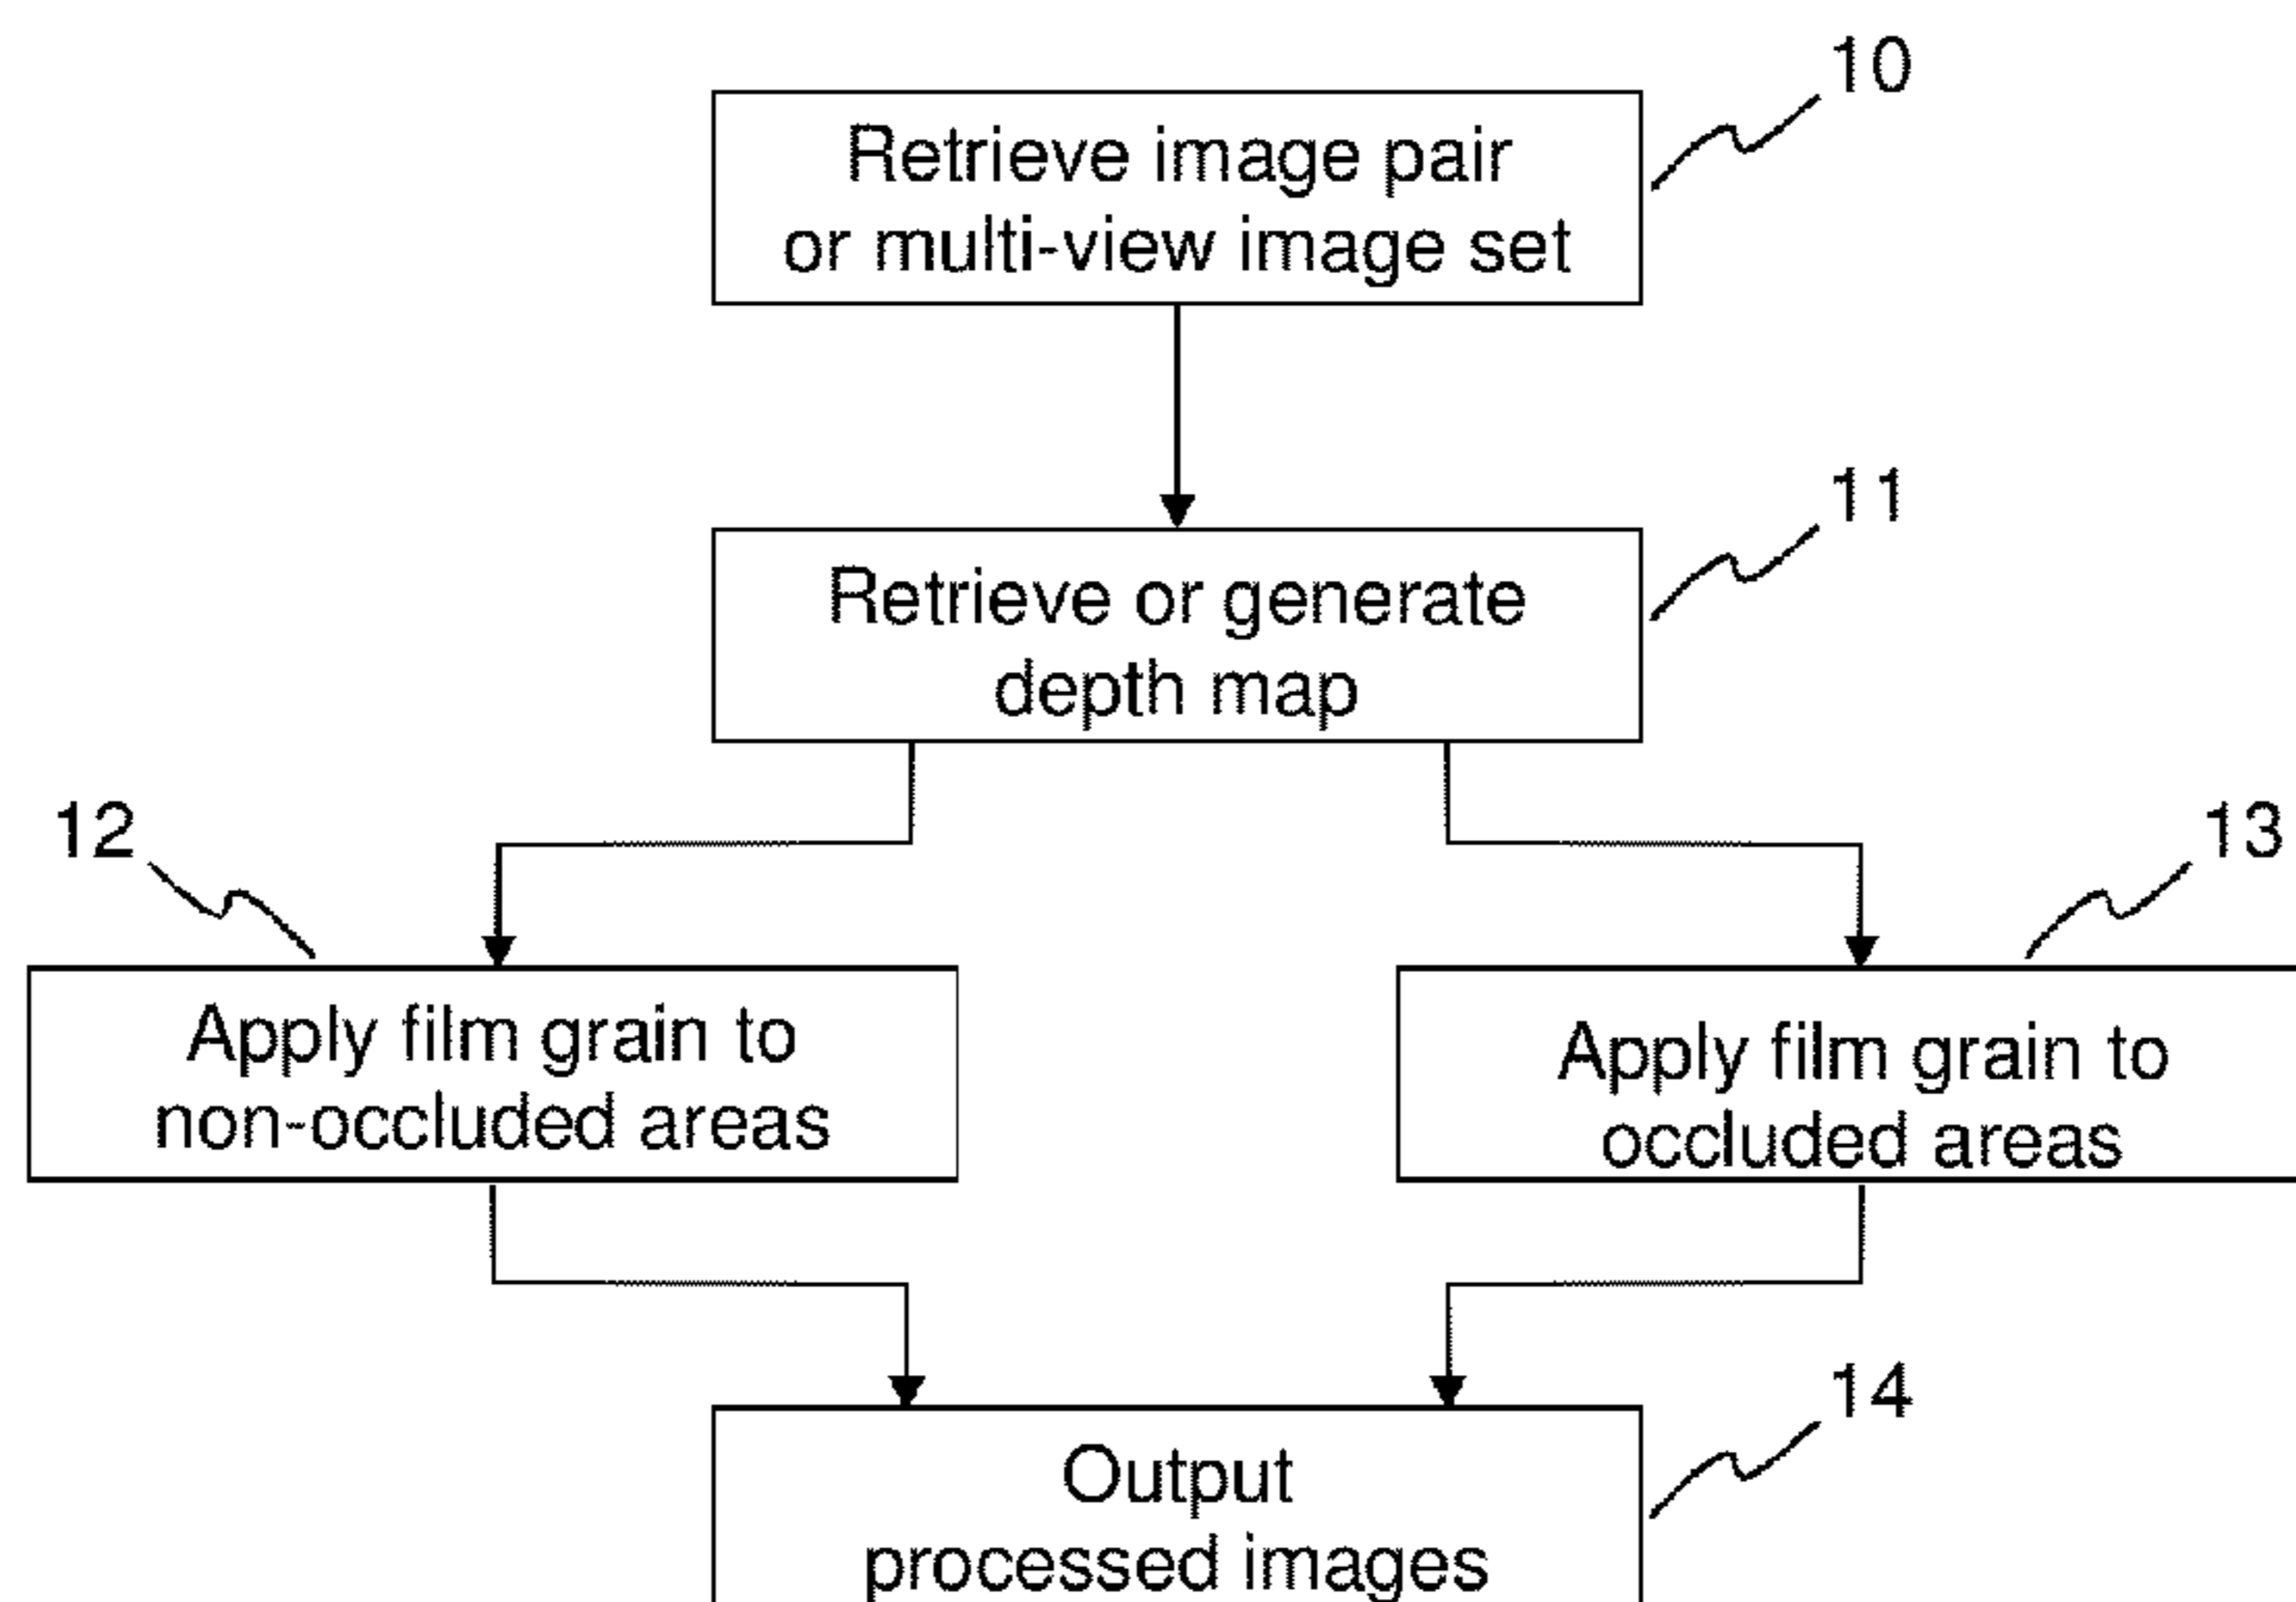 10
Retrieve image pair
or multi-view image set
11
Retrieve or generate
depth map
12
13
Apply film grain to
non-occluded areas
Apply film grain to
occluded areas
14
Output
processed images